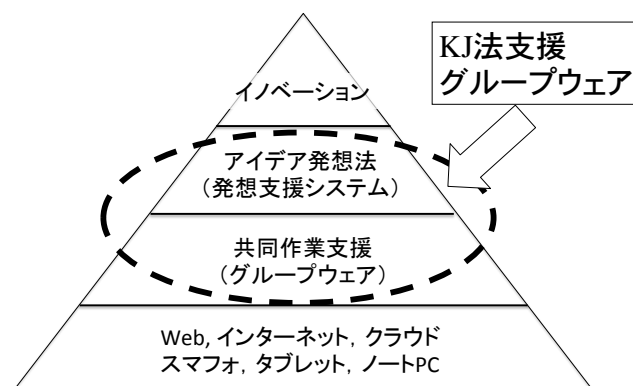 KJ法支援
グループウェア
イノベーション
アイデア発想法
（発想支援システム）
共同作業支援
（グループウェア）
Web, インターネット，クラウド
スマフォ，タブレット，ノートPC